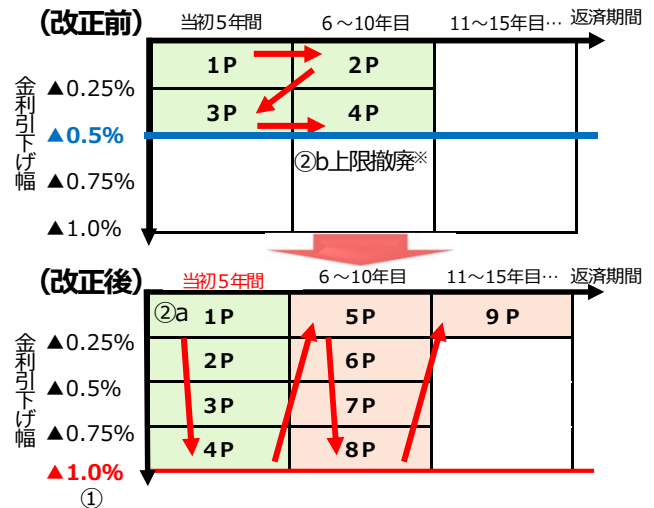 （改正前）
当初5年間 6～10年目 11～15年目… 返済期間
金利引下げ幅
▲0.25%
▲0.5%
▲0.75%
▲1.0%
1P 2P
3P 4P
②b上限撤廃※
（改正後）
当初5年間 6～10年目 11～15年目… 返済期間
金利引下げ幅
▲0.25%
▲0.5%
▲0.75%
▲1.0%
①
②a 1P 5P 9P
2P 6P
3P 7P
4P 8P